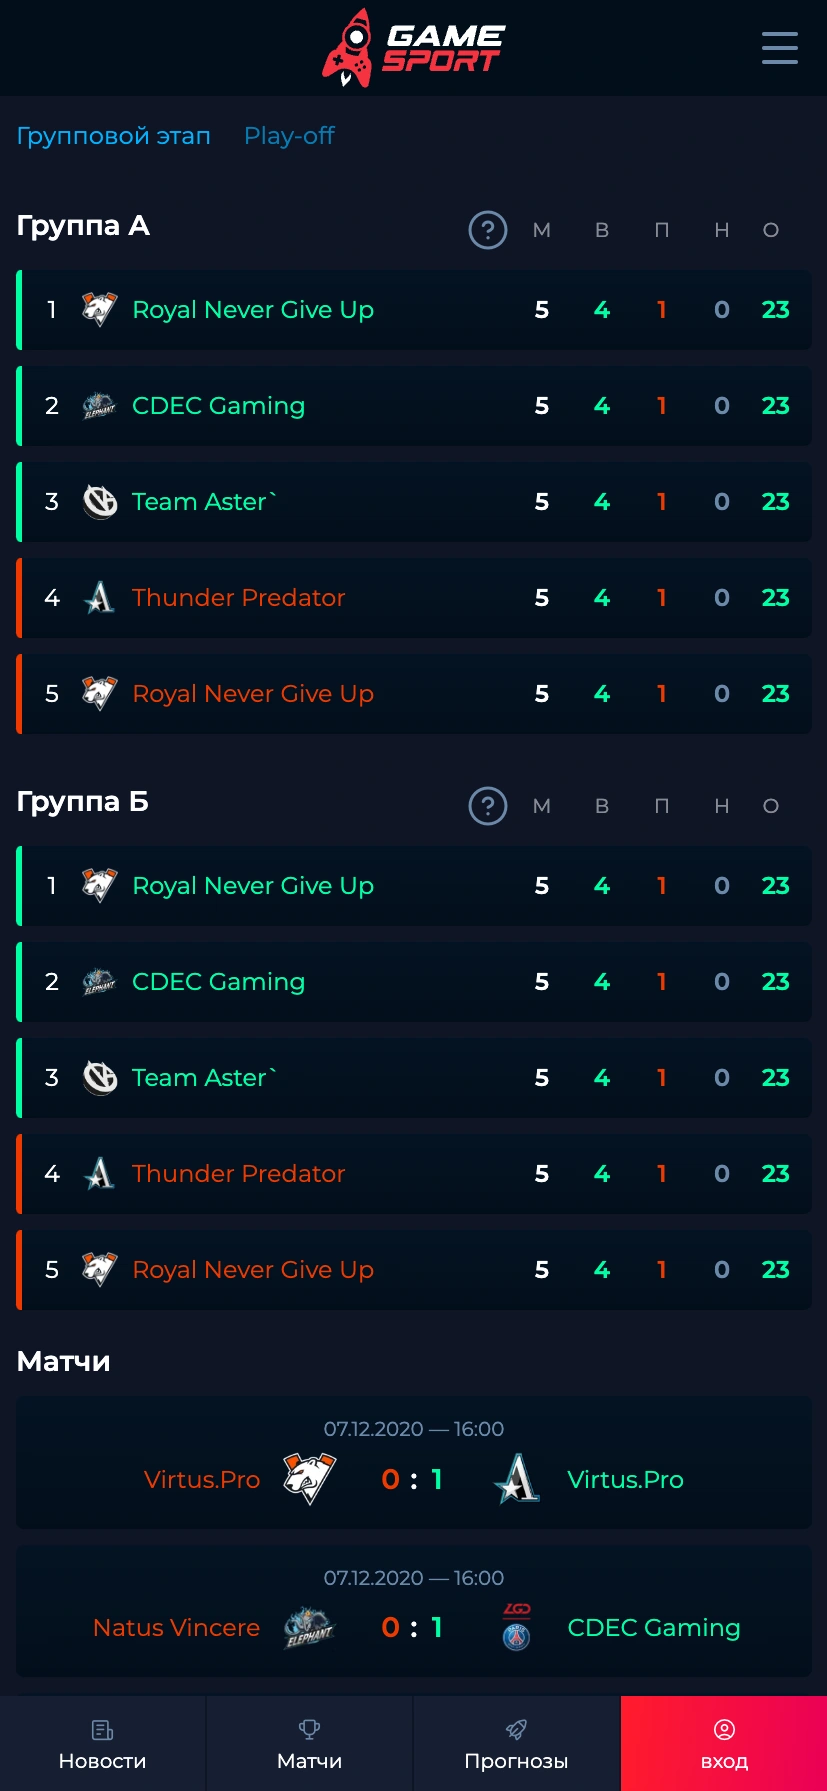 GAME
SPORT
Групповой этап Play-off
Группа А ? М В П Н О
1 Royal Never Give Up 5 4 1 0 23
2 ELEPHANT CDEC Gaming 5 4 1 0 23
3 Team Aster` 5 4 1 0 23
4 Thunder Predator 5 4 1 0 23
5 Royal Never Give Up 5 4 1 0 23
Группа Б ? М В П Н О
1 Royal Never Give Up 5 4 1 0 23
2 ELEPHANT CDEC Gaming 5 4 1 0 23
3 Team Aster` 5 4 1 0 23
4 Thunder Predator 5 4 1 0 23
5 Royal Never Give Up 5 4 1 0 23
Матчи
07.12.2020 — 16:00
Virtus.Pro 0 : 1 Virtus.Pro
07.12.2020 — 16:00
Natus Vincere ELEPHANT 0 : 1 LGD PARIS CDEC Gaming
Новости Матчи Прогнозы вход